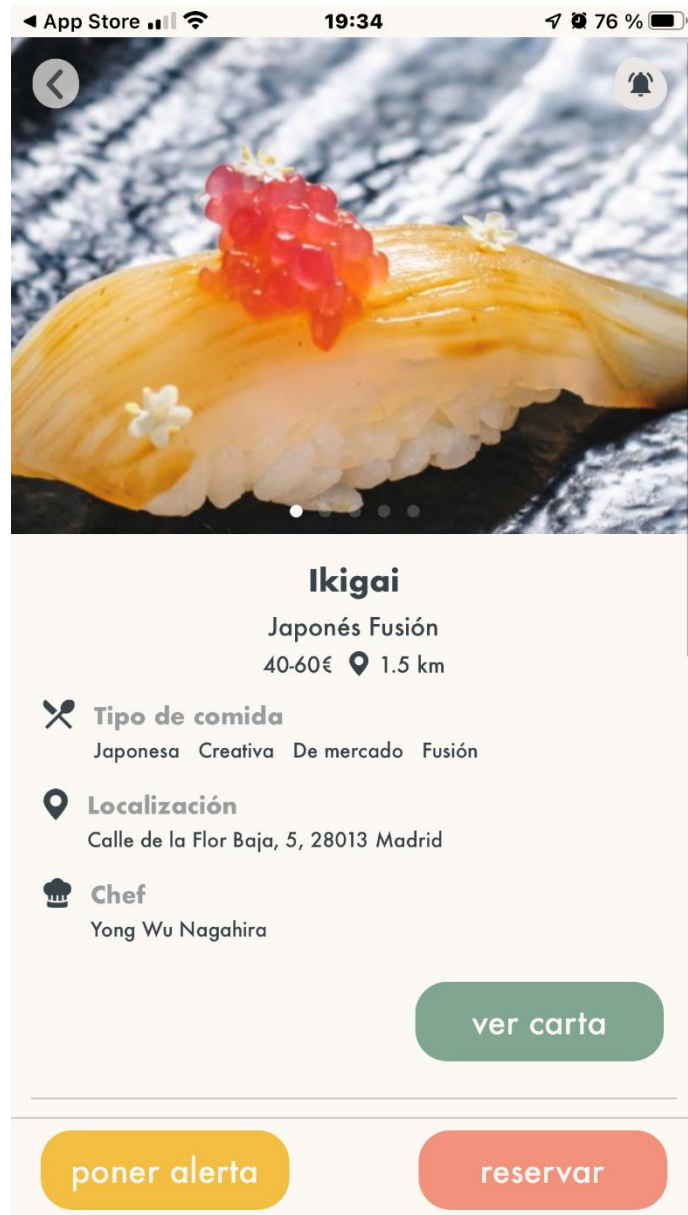 App Store
19:34
76 %
Ikigai
Japonés Fusión
40-60€ 1.5 km
Tipo de comida
Japonesa Creativa De mercado Fusión
Localización
Calle de la Flor Baja, 5, 28013 Madrid
Chef
Yong Wu Nagahira
ver carta
poner alerta
reservar